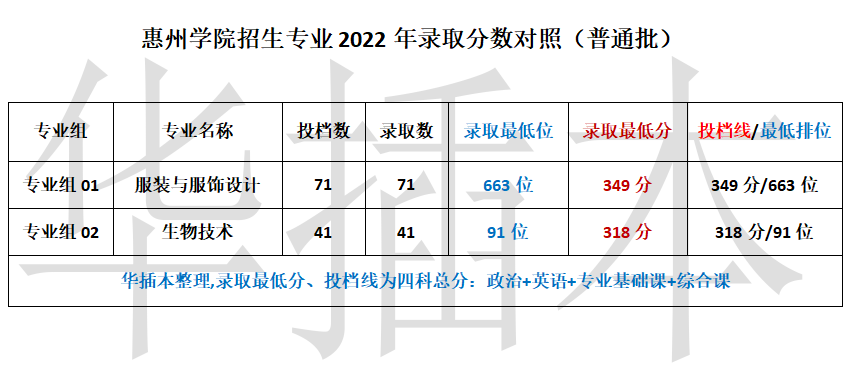 惠州学院招生专业 2022 年录取分数对照（普通批）
专业组 专业名称 投档数 录取数 录取最低位 录取最低分 投档线/最低排位
专业组 01 服装与服饰设计 71 71 663 位 349 分 349 分/663 位
专业组 02 生物技术 41 41 91 位 318 分 318 分/91 位
华插本整理,录取最低分、投档线为四科总分：政治+英语+专业基础课+综合课
华插本